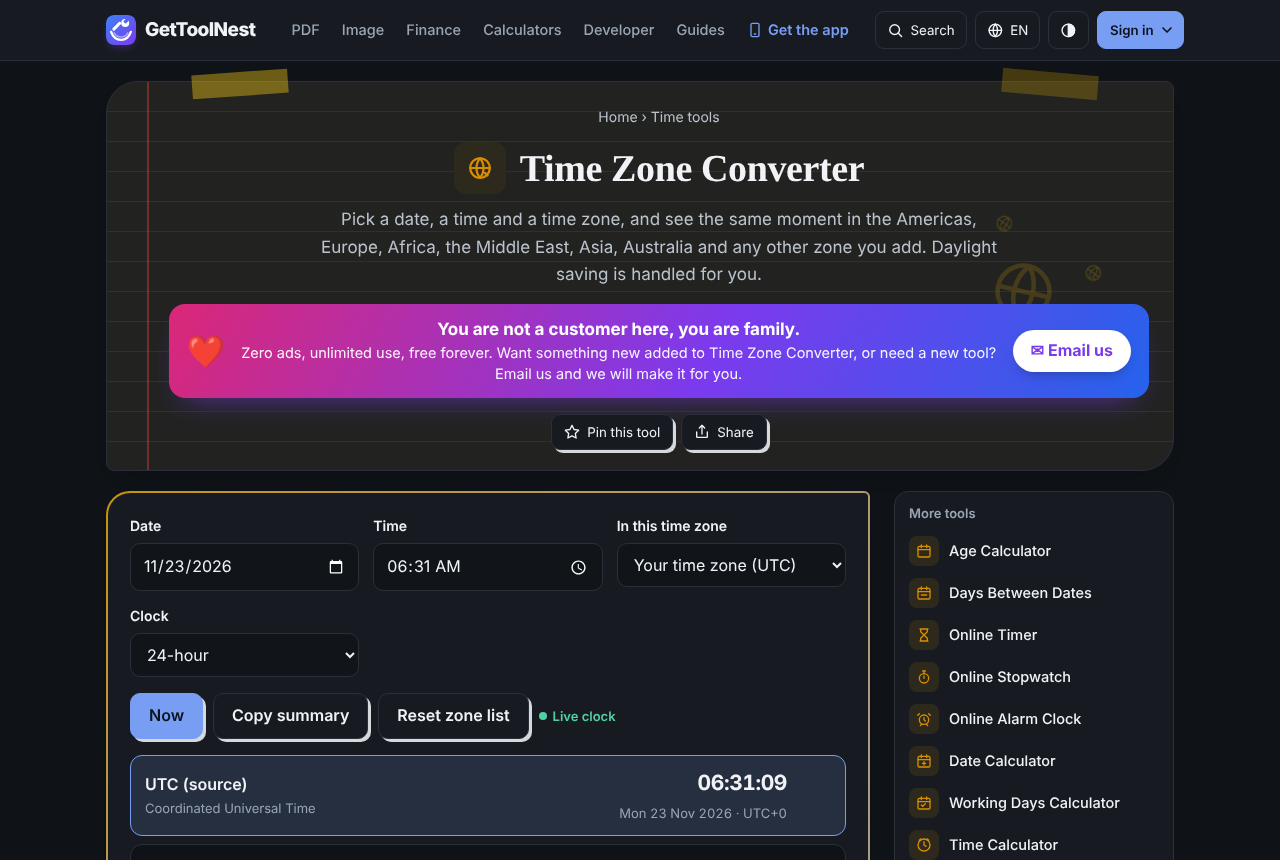 GetToolNest
PDF
Image
Finance
Calculators
Developer
Guides
Get the app
Search
EN
Sign in
Home › Time tools
Time Zone Converter
Pick a date, a time and a time zone, and see the same moment in the Americas,
Europe, Africa, the Middle East, Asia, Australia and any other zone you add. Daylight
saving is handled for you.
You are not a customer here, you are family.
Zero ads, unlimited use, free forever. Want something new added to Time Zone Converter, or need a new tool?
Email us and we will make it for you.
✉ Email us
Pin this tool
Share
Date
Time
In this time zone
11/23/2026
06:31 AM
Your time zone (UTC)
Clock
24-hour
Now
Copy summary
Reset zone list
Live clock
UTC (source)
06:31:09
Coordinated Universal Time
Mon 23 Nov 2026 · UTC+0
More tools
Age Calculator
Days Between Dates
Online Timer
Online Stopwatch
Online Alarm Clock
Date Calculator
Working Days Calculator
Time Calculator